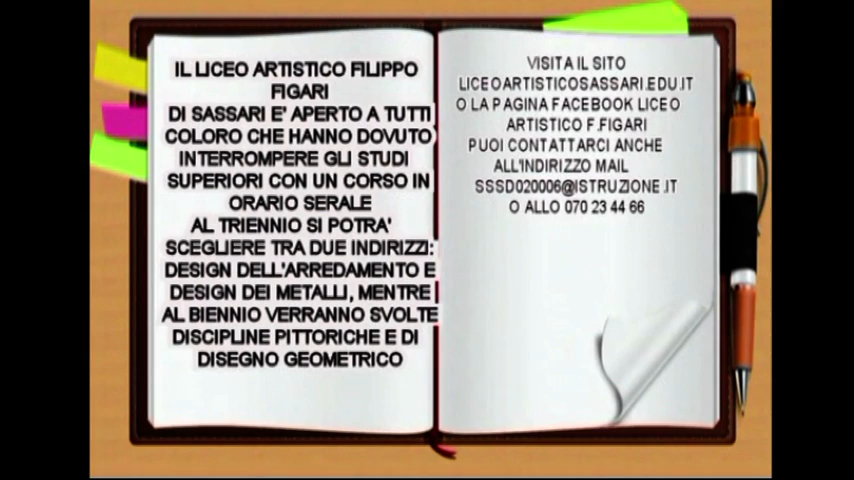 IL LICEO ARTISTICO FILIPPO
FIGARI
DI SASSARI E' APERTO A TUTTI
COLORO CHE HANNO DOVUTO
INTERROMPERE GLI STUDI
SUPERIORI CON UN CORSO IN
ORARIO SERALE
AL TRIENNIO SI POTRA'
SCEGLIERE TRA DUE INDIRIZZI:
DESIGN DELL'ARREDAMENTO E
DESIGN DEI METALLI, MENTRE
AL BIENNIO VERRANNO SVOLTE
DISCIPLINE PITTORICHE E DI
DISEGNO GEOMETRICO
VISITA IL SITO
LICEOARTISTICOSASSARI.EDU.IT
O LA PAGINA FACEBOOK LICEO
ARTISTICO F.FIGARI
PUOI CONTATTARCI ANCHE
ALL'INDIRIZZO MAIL
SSSD020006@ISTRUZIONE.IT
O ALLO 070 23 44 66